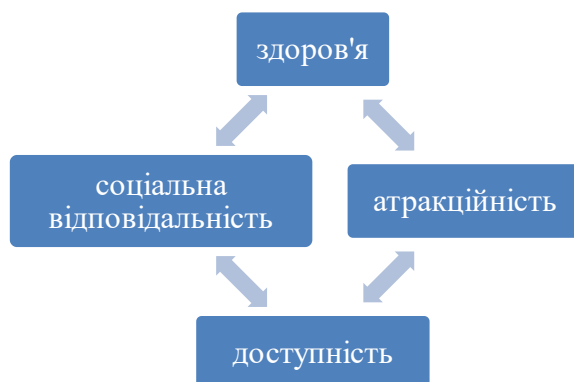 здоров'я
соціальна
відповідальність
атракційність
доступність